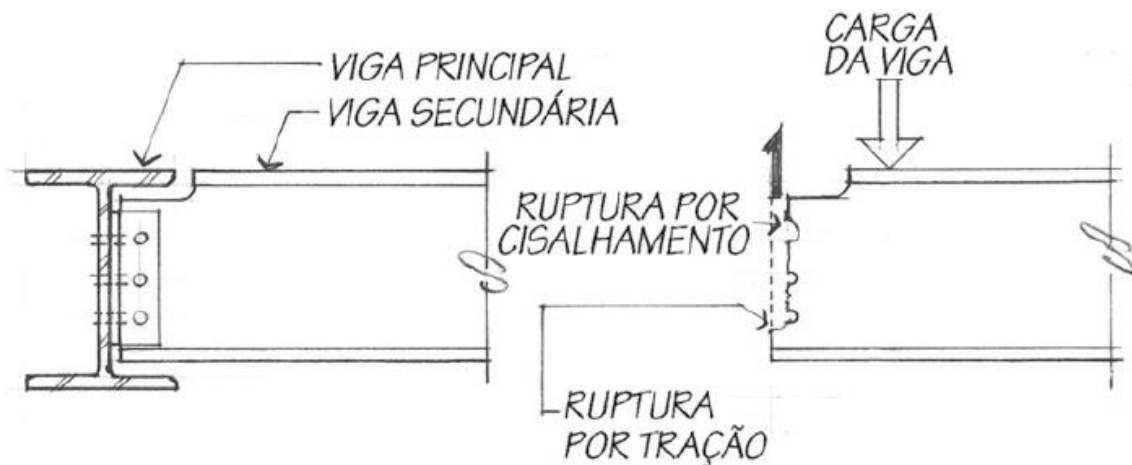 VIGA PRINCIPAL
VIGA SECUNDÁRIA
CARGA
DA VIGA
RUPTURA POR
CISALHAMENTO
RUPTURA
POR TRAÇÃO